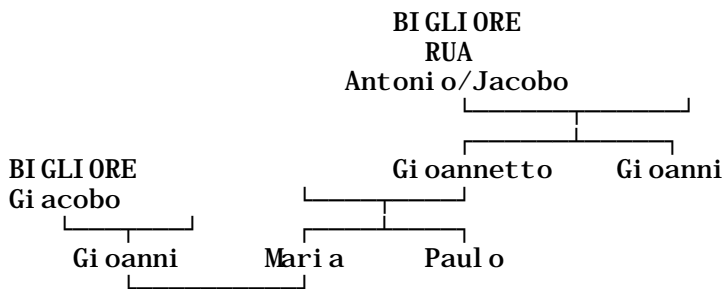 BIGLIORE
RUA
Antonio/Jacobo
BIGLIORE Gioannetto Gioanni
Giacobo
Gioanni Maria Paulo